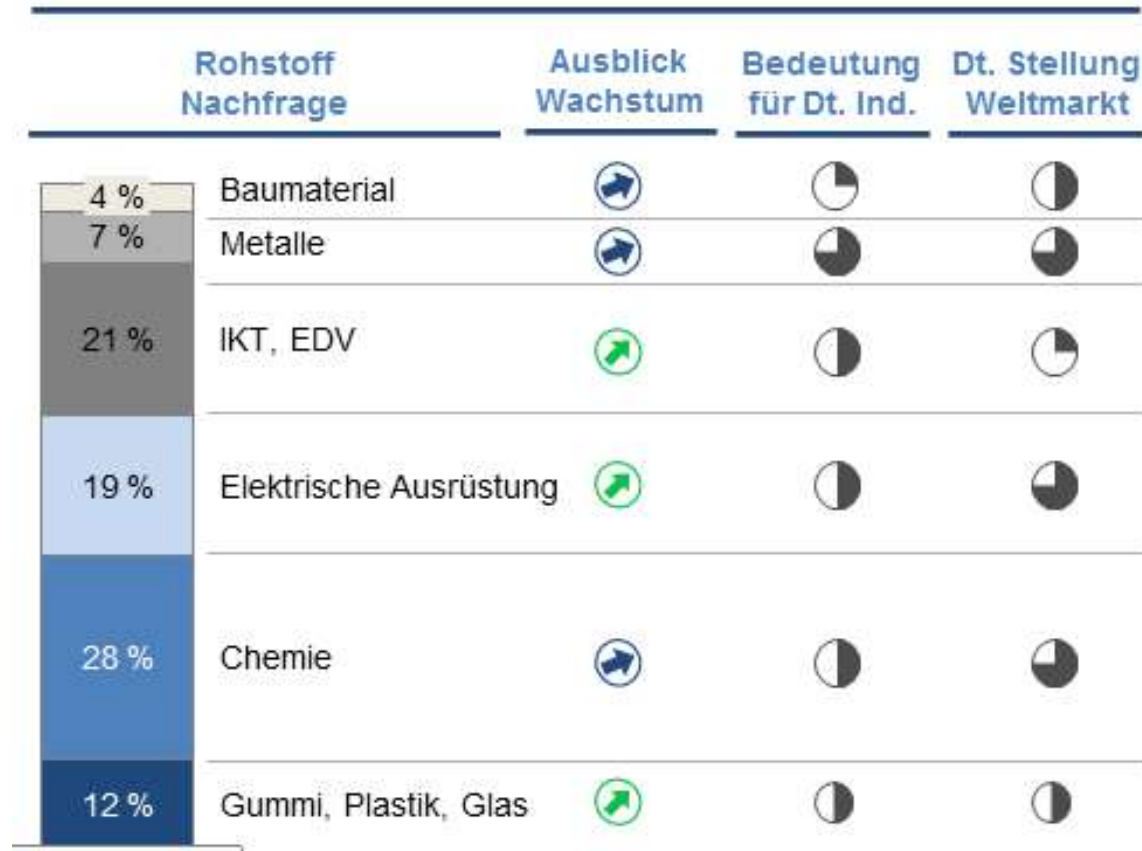 Rohstoff Nachfrage
Ausblick Wachstum
Bedeutung für Dt. Ind.
Dt. Stellung Weltmarkt
4 % Baumaterial
7 % Metalle
21 % IKT, EDV
19 % Elektrische Ausrüstung
28 % Chemie
12 % Gummi, Plastik, Glas